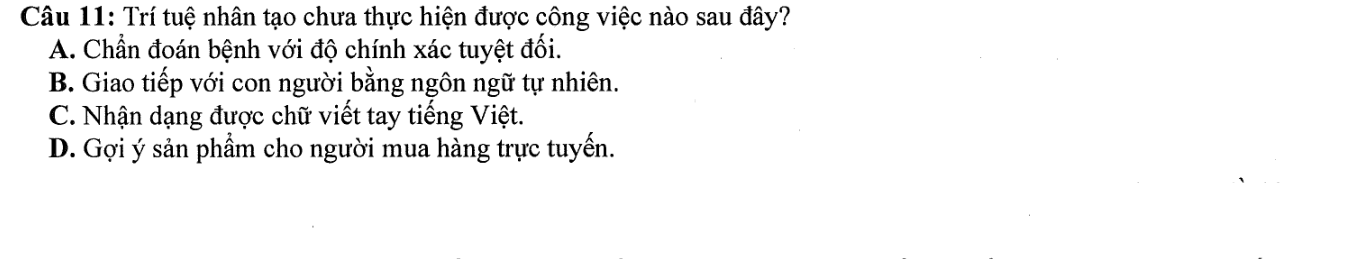 Câu 11: Trí tuệ nhân tạo chưa thực hiện được công việc nào sau đây?
A. Chẩn đoán bệnh với độ chính xác tuyệt đối.
B. Giao tiếp với con người bằng ngôn ngữ tự nhiên.
C. Nhận dạng được chữ viết tay tiếng Việt.
D. Gợi ý sản phẩm cho người mua hàng trực tuyến.